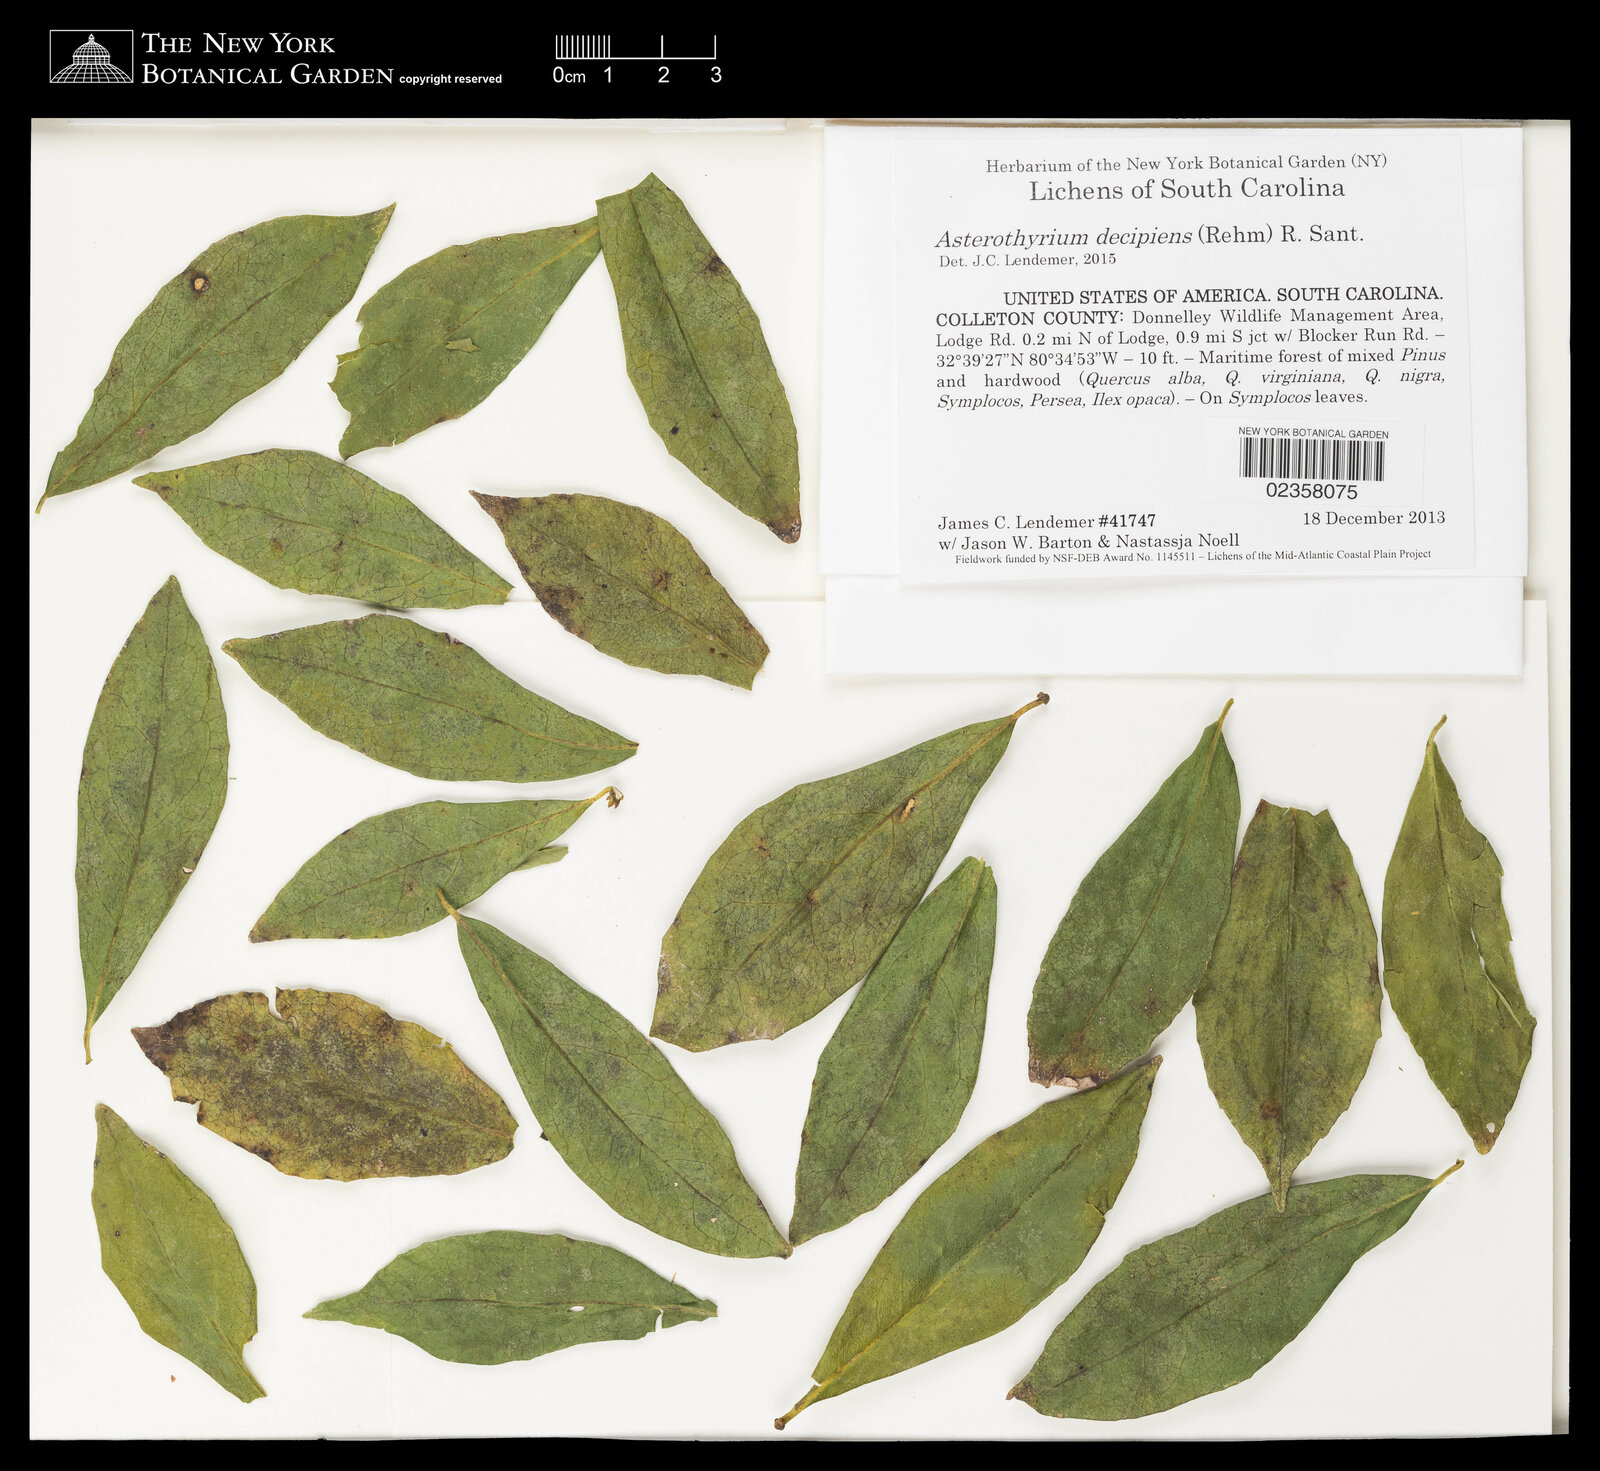 THE NEW YORK
BOTANICAL GARDEN copyright reserved
0cm 1 2 3
Herbarium of the New York Botanical Garden (NY)
Lichens of South Carolina
Asterothyrium decipiens (Rehm) R. Sant.
Det. J.C. Lendemer, 2015
UNITED STATES OF AMERICA. SOUTH CAROLINA.
COLLETON COUNTY: Donnelley Wildlife Management Area,
Lodge Rd. 0.2 mi N of Lodge, 0.9 mi S jct w/ Blocker Run Rd. –
32°39'27"N 80°34'53"W – 10 ft. – Maritime forest of mixed Pinus
and hardwood (Quercus alba, Q. virginiana, Q. nigra,
Symplocos, Persea, Ilex opaca). – On Symplocos leaves.
NEW YORK BOTANICAL GARDEN
02358075
James C. Lendemer #41747 18 December 2013
w/ Jason W. Barton & Nastassja Noell
Fieldwork funded by NSF-DEB Award No. 1145511 – Lichens of the Mid-Atlantic Coastal Plain Project